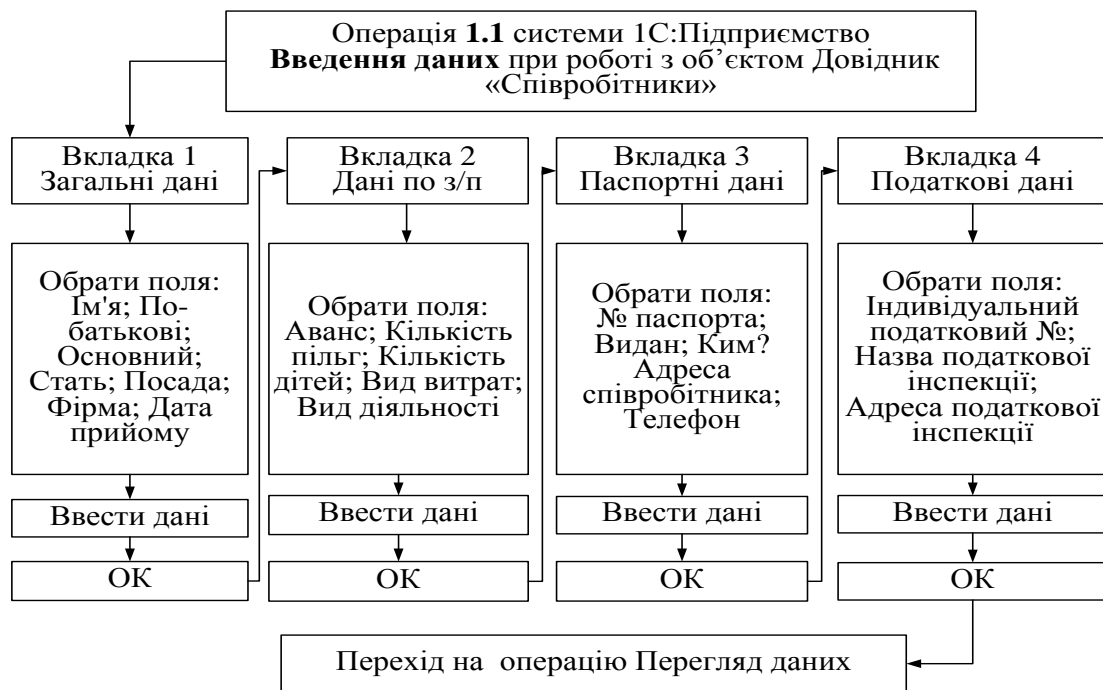 Операція 1.1 системи 1С:Підприємство
Введення даних при роботі з об’єктом Довідник
«Співробітники»
Вкладка 1
Загальні дані
Обрати поля:
Ім'я; По-
батькові;
Основний;
Стать; Посада;
Фірма; Дата
прийому
Ввести дані
ОК
Вкладка 2
Дані по з/п
Обрати поля:
Аванс; Кількість
пільг; Кількість
дітей; Вид витрат;
Вид діяльності
Ввести дані
ОК
Вкладка 3
Паспортні дані
Обрати поля:
№ паспорта;
Видан; Ким?
Адреса
співробітника;
Телефон
Ввести дані
ОК
Вкладка 4
Податкові дані
Обрати поля:
Індивідуальний
податковий №;
Назва податкової
інспекції;
Адреса податкової
інспекції
Ввести дані
ОК
Перехід на операцію Перегляд даних